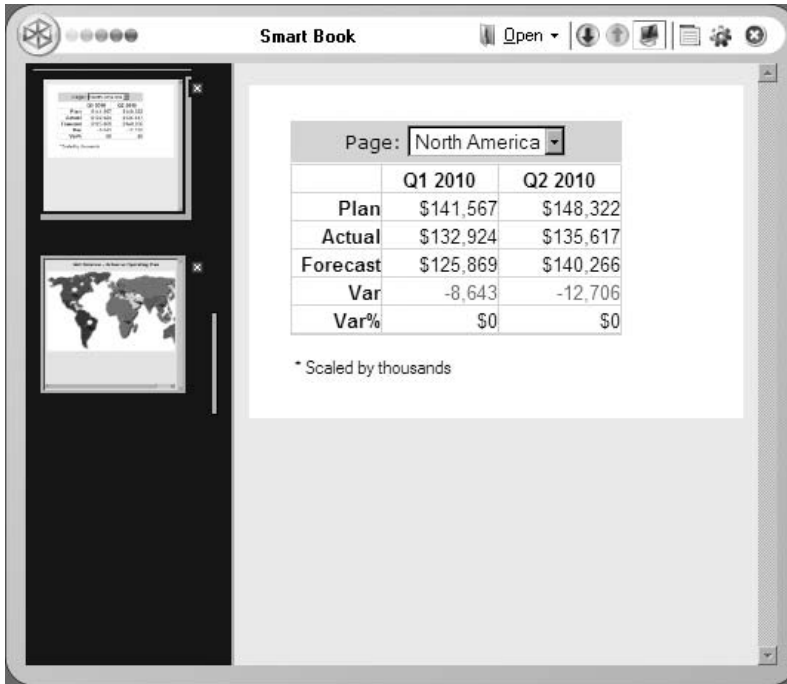 Smart Book
Open
Page: North America
Q1 2010 Q2 2010
Plan $141,567 $148,322
Actual $132,924 $135,617
Forecast $125,869 $140,266
Var -8,643 -12,706
Var% $0 $0
* Scaled by thousands